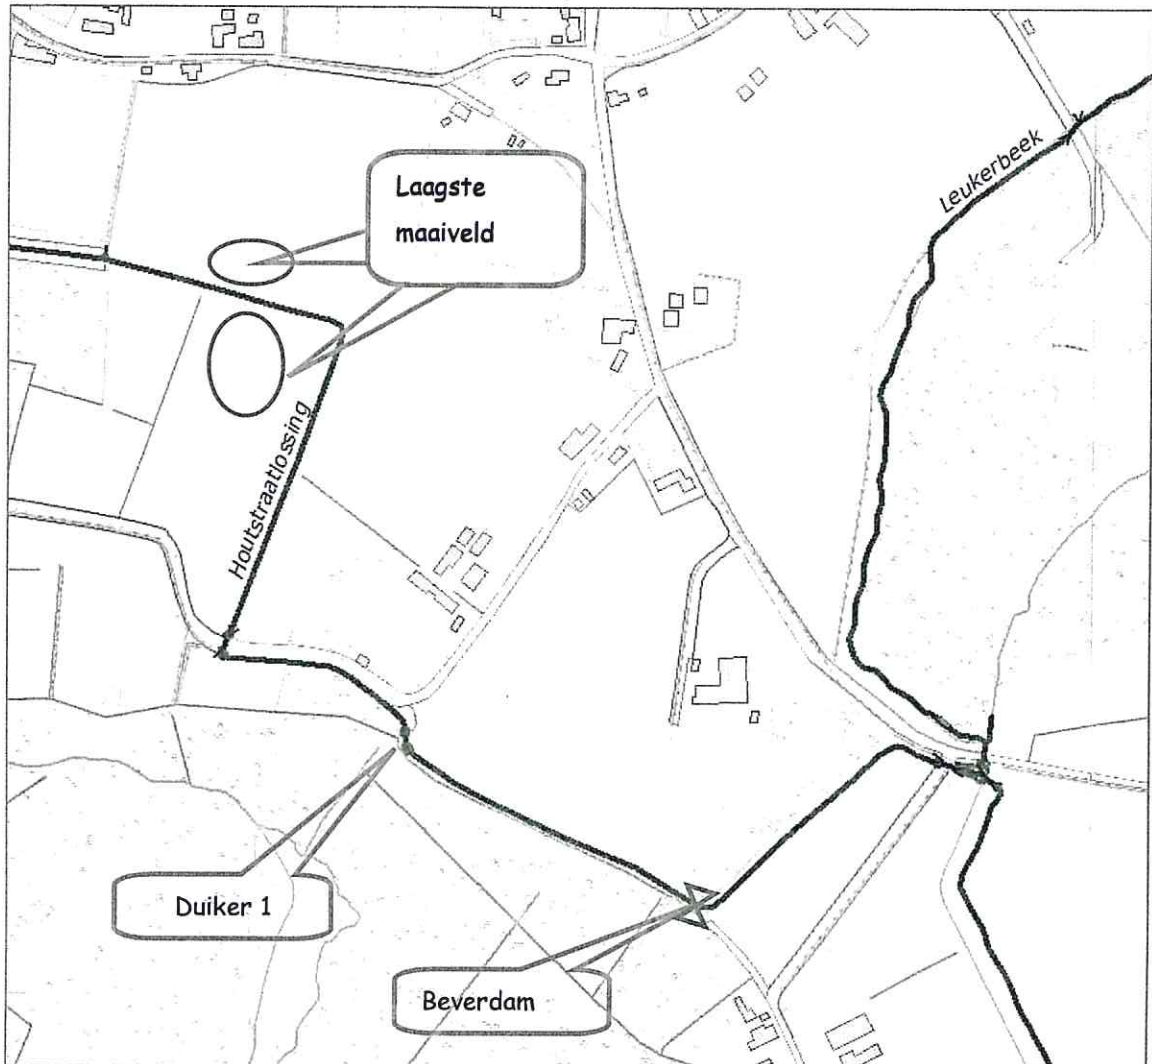 Laagste
maaiveld
Leukerbeek
Houtstraatlossing
Duiker 1
Beverdam